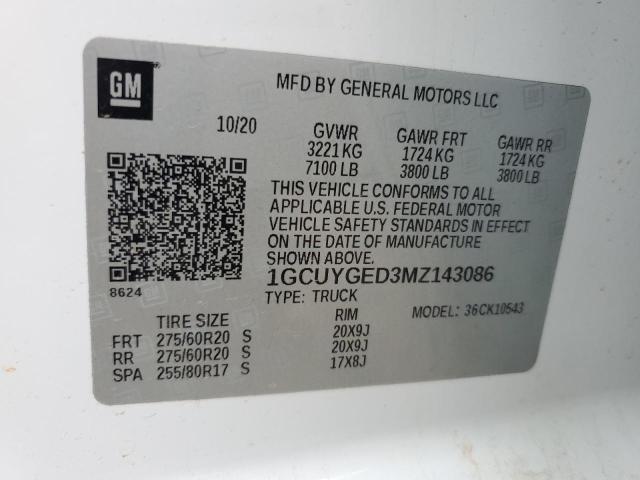 GM
MFD BY GENERAL MOTORS LLC
10/20 GVWR GAWR FRT GAWR RR
3221 KG 1724 KG 1724 KG
7100 LB 3800 LB 3800 LB
THIS VEHICLE CONFORMS TO ALL
APPLICABLE U.S. FEDERAL MOTOR
VEHICLE SAFETY STANDARDS IN EFFECT
ON THE DATE OF MANUFACTURE
SHOWN ABOVE.
1GCUYGED3MZ143086
8624
TYPE: TRUCK MODEL: 36CK10543
TIRE SIZE RIM
FRT 275/60R20 S 20X9J
RR 275/60R20 S 20X9J
SPA 255/80R17 S 17X8J